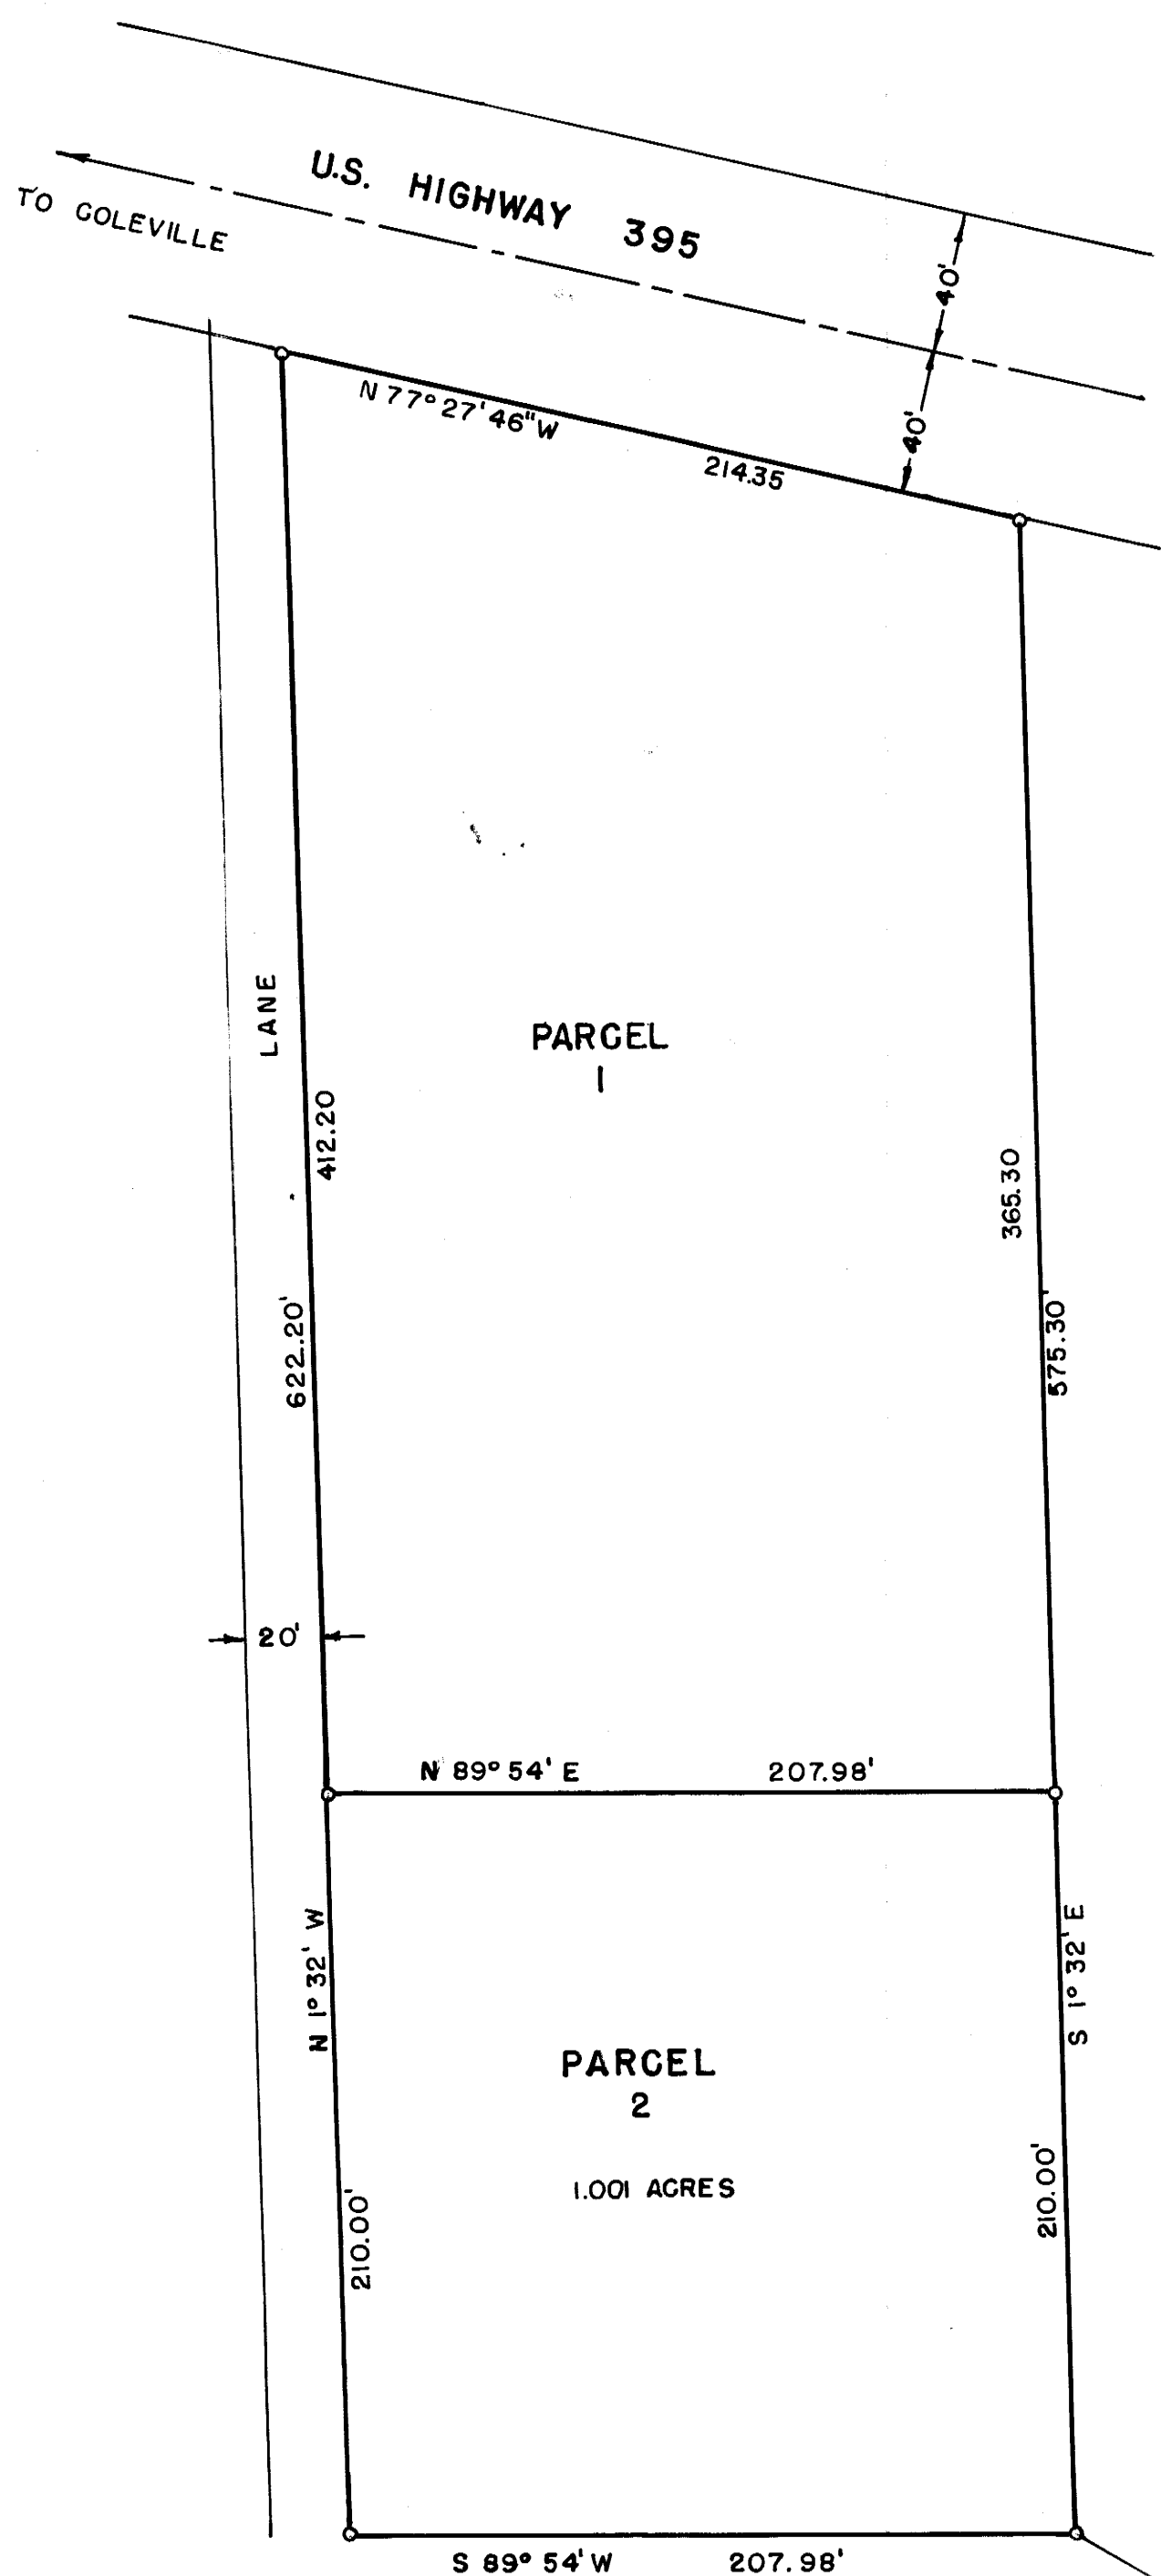 U.S. HIGHWAY 395
TO COLEVILLE
40'
40'
N 77° 27' 46" W
214.35
LANE
PARCEL
1
412.20
365.30
622.20'
575.30'
20'
N 89° 54' E 207.98'
N 1° 32' W
S 1° 32' E
PARCEL
2
1.001 ACRES
210.00'
210.00'
S 89° 54' W 207.98'